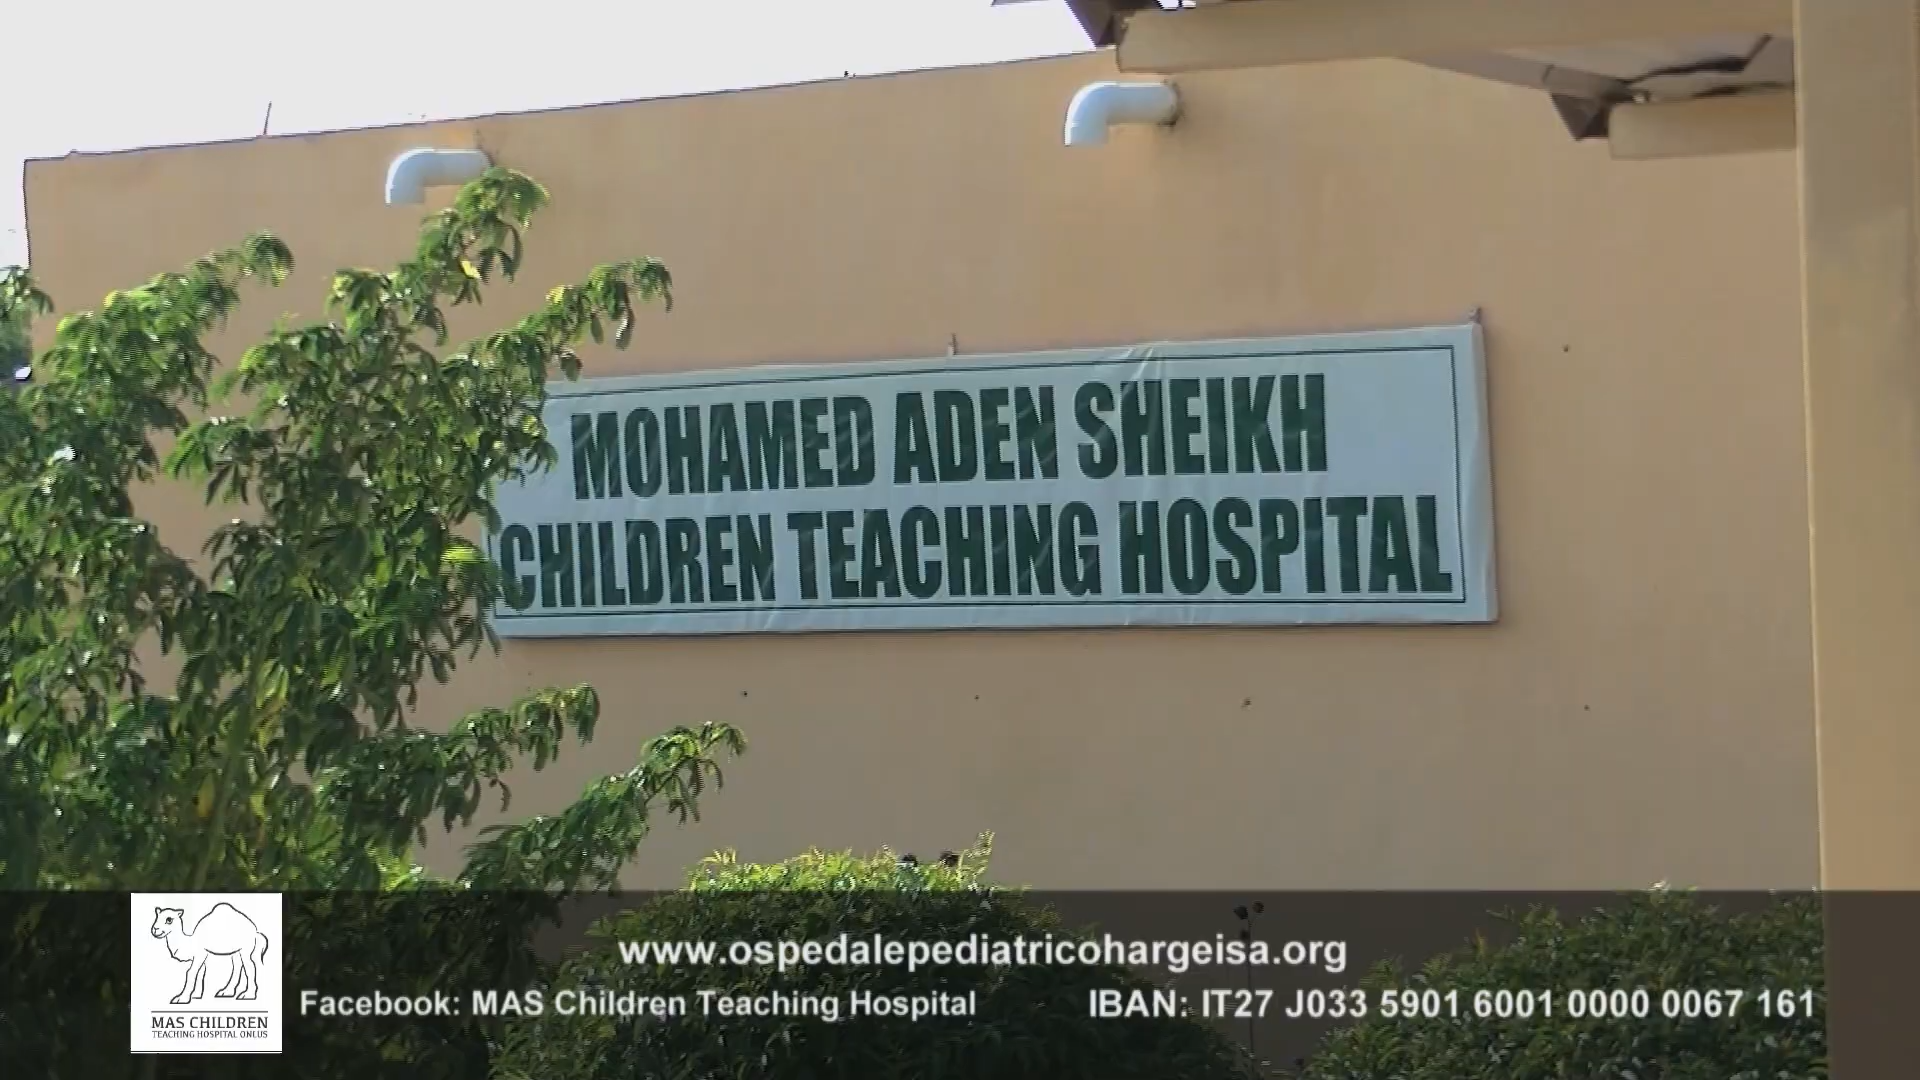 MOHAMED ADEN SHEIKH
CHILDREN TEACHING HOSPITAL
www.ospedalepediatricohargeisa.org
Facebook: MAS Children Teaching Hospital
IBAN: IT27 J033 5901 6001 0000 0067 161
MAS CHILDREN
TEACHING HOSPITAL ONLUS